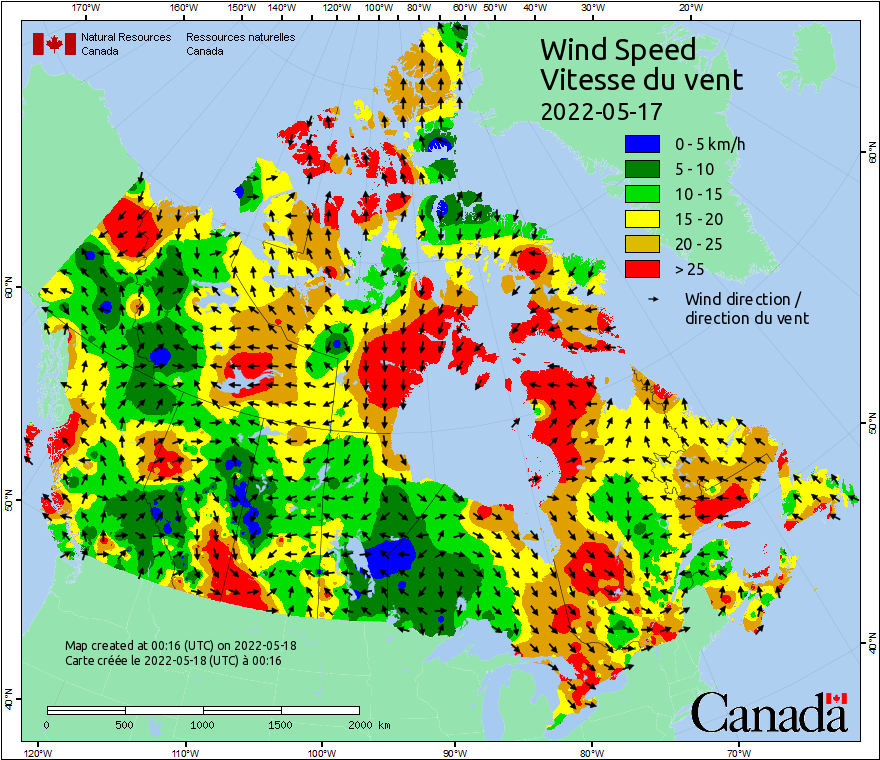 170°W 160°W 150°W 140°W 130°W 120°W 110°W 100°W 90°W 80°W 70°W 60°W 50°W 40°W 30°W 20°W
Natural Resources Canada
Ressources naturelles Canada
Wind Speed
Vitesse du vent
2022-05-17
0 - 5 km/h
5 - 10
10 - 15
15 - 20
20 - 25
> 25
Wind direction /
direction du vent
60°N
50°N
40°N
60°N
50°N
40°N
Map created at 00:16 (UTC) on 2022-05-18
Carte créée le 2022-05-18 (UTC) à 00:16
0 500 1000 1500 2000 km
Canada
120°W 110°W 100°W 90°W 80°W 70°W